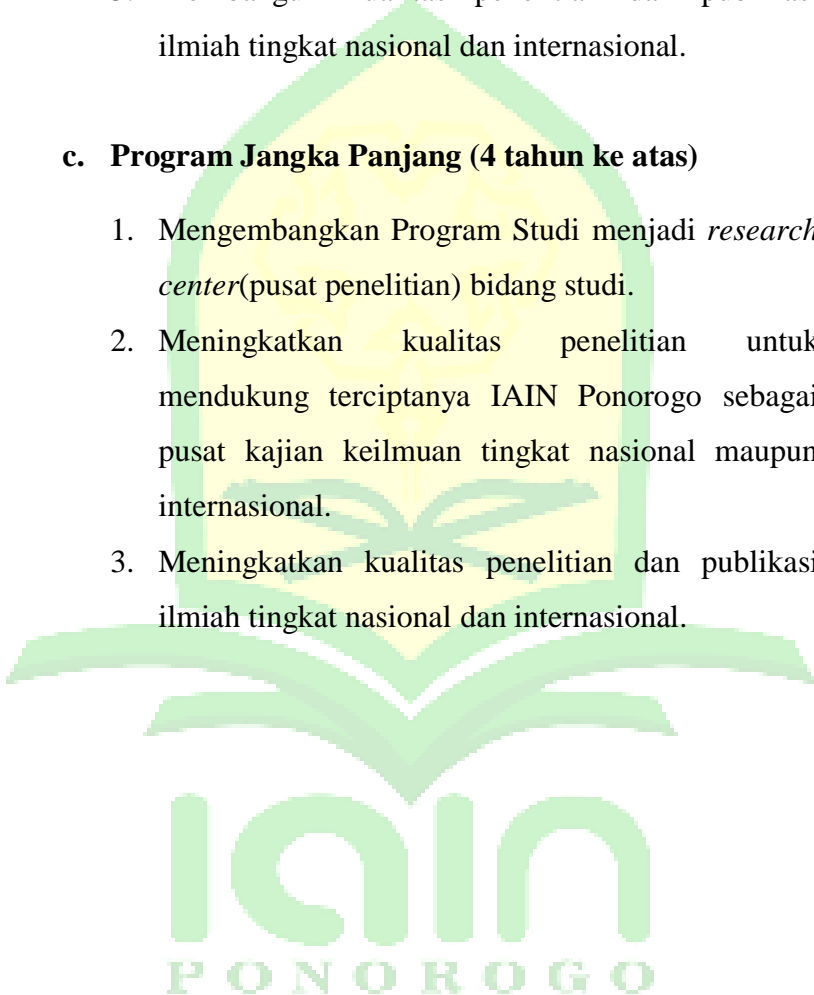 ilmiah tingkat nasional dan internasional.
c. Program Jangka Panjang (4 tahun ke atas)
1. Mengembangkan Program Studi menjadi research
center(pusat penelitian) bidang studi.
2. Meningkatkan kualitas penelitian untuk
mendukung terciptanya IAIN Ponorogo sebagai
pusat kajian keilmuan tingkat nasional maupun
internasional.
3. Meningkatkan kualitas penelitian dan publikasi
ilmiah tingkat nasional dan internasional.
iain
PONOROGO